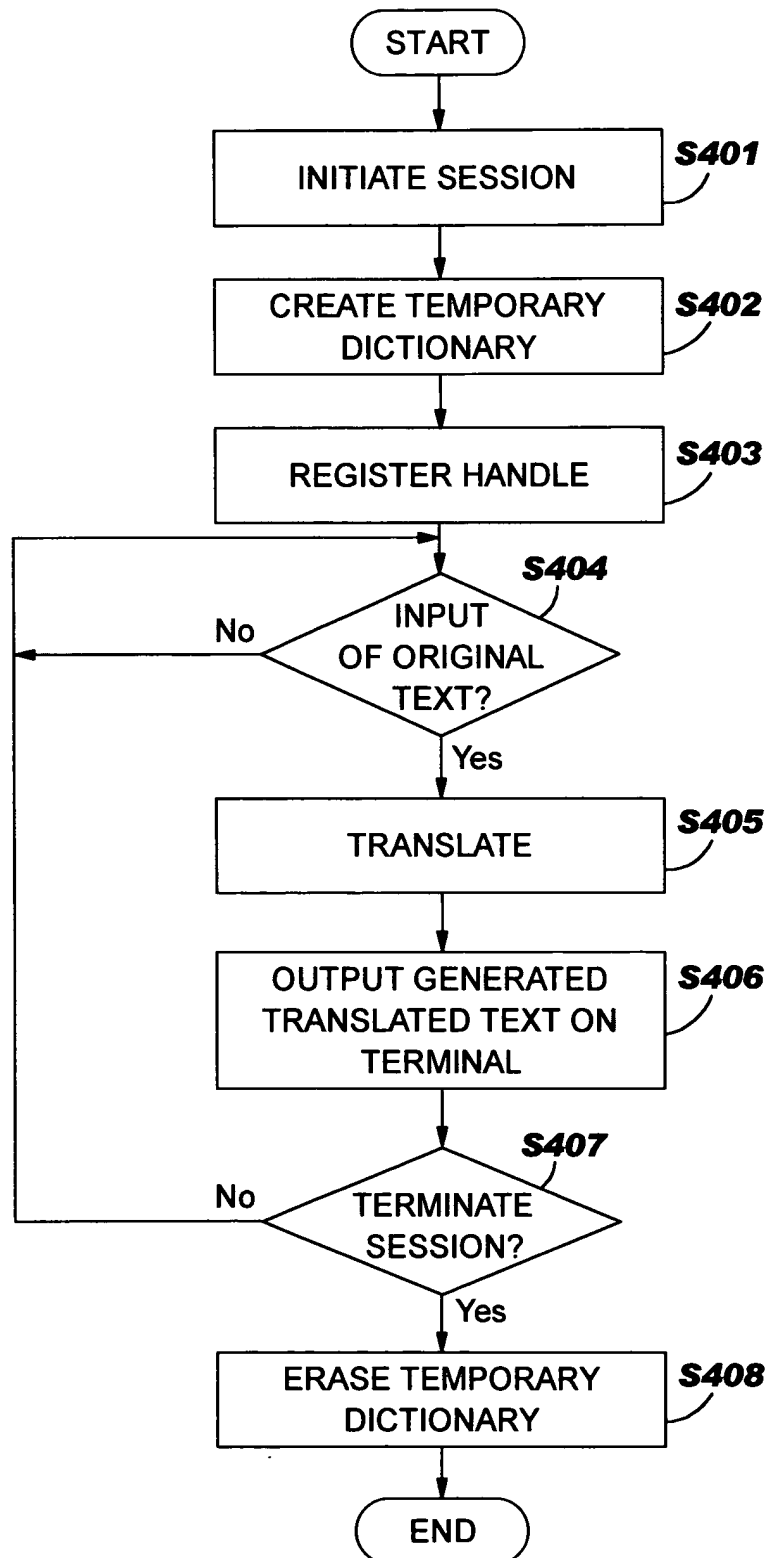 START
INITIATE SESSION
S401
CREATE TEMPORARY
DICTIONARY
S402
REGISTER HANDLE
S403
S404
INPUT
OF ORIGINAL
TEXT?
No
Yes
TRANSLATE
S405
OUTPUT GENERATED
TRANSLATED TEXT ON
TERMINAL
S406
S407
TERMINATE
SESSION?
No
Yes
ERASE TEMPORARY
DICTIONARY
S408
END